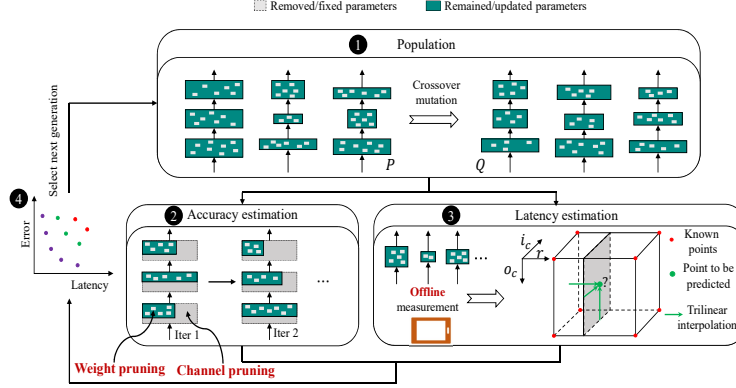 Removed/fixed parameters
Remained/updated parameters
1
Population
Crossover
mutation
P
Q
Select next generation
4
Error
Latency
2
Accuracy estimation
...
Iter 1
Iter 2
Weight pruning
Channel pruning
3
Latency estimation
...
Offline
measurement
i_c
r
o_c
?
Known
points
Point to be
predicted
Trilinear
interpolation